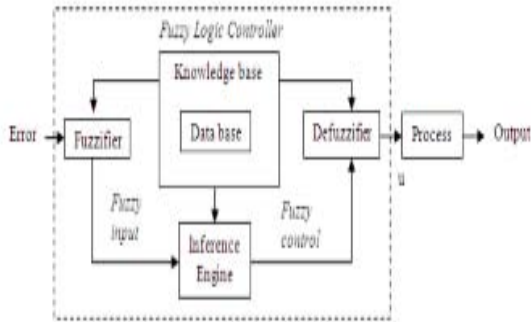 Fuzzy Logic Controller
Knowledge base
Data base
Error
Fuzzifier
Defuzzifier
Process
Output
u
Fuzzy
input
Fuzzy
control
Inference
Engine